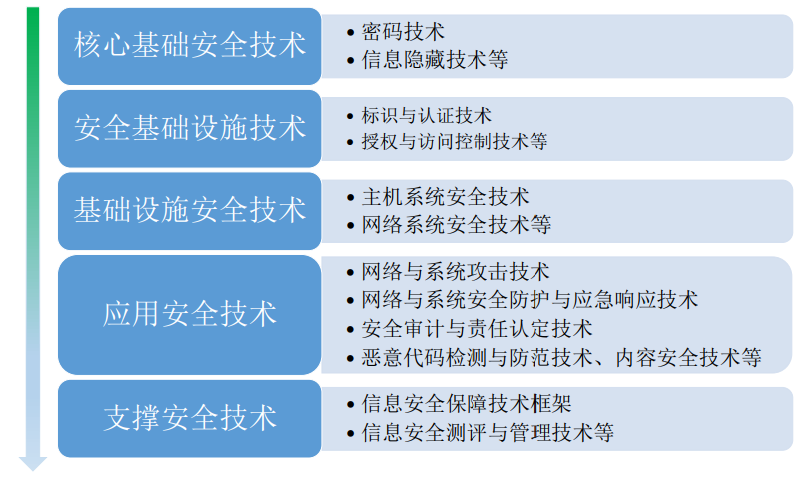 核心基础安全技术
• 密码技术
• 信息隐藏技术等
安全基础设施技术
• 标识与认证技术
• 授权与访问控制技术等
基础设施安全技术
• 主机系统安全技术
• 网络系统安全技术等
应用安全技术
• 网络与系统攻击技术
• 网络与系统安全防护与应急响应技术
• 安全审计与责任认定技术
• 恶意代码检测与防范技术、内容安全技术等
支撑安全技术
• 信息安全保障技术框架
• 信息安全测评与管理技术等